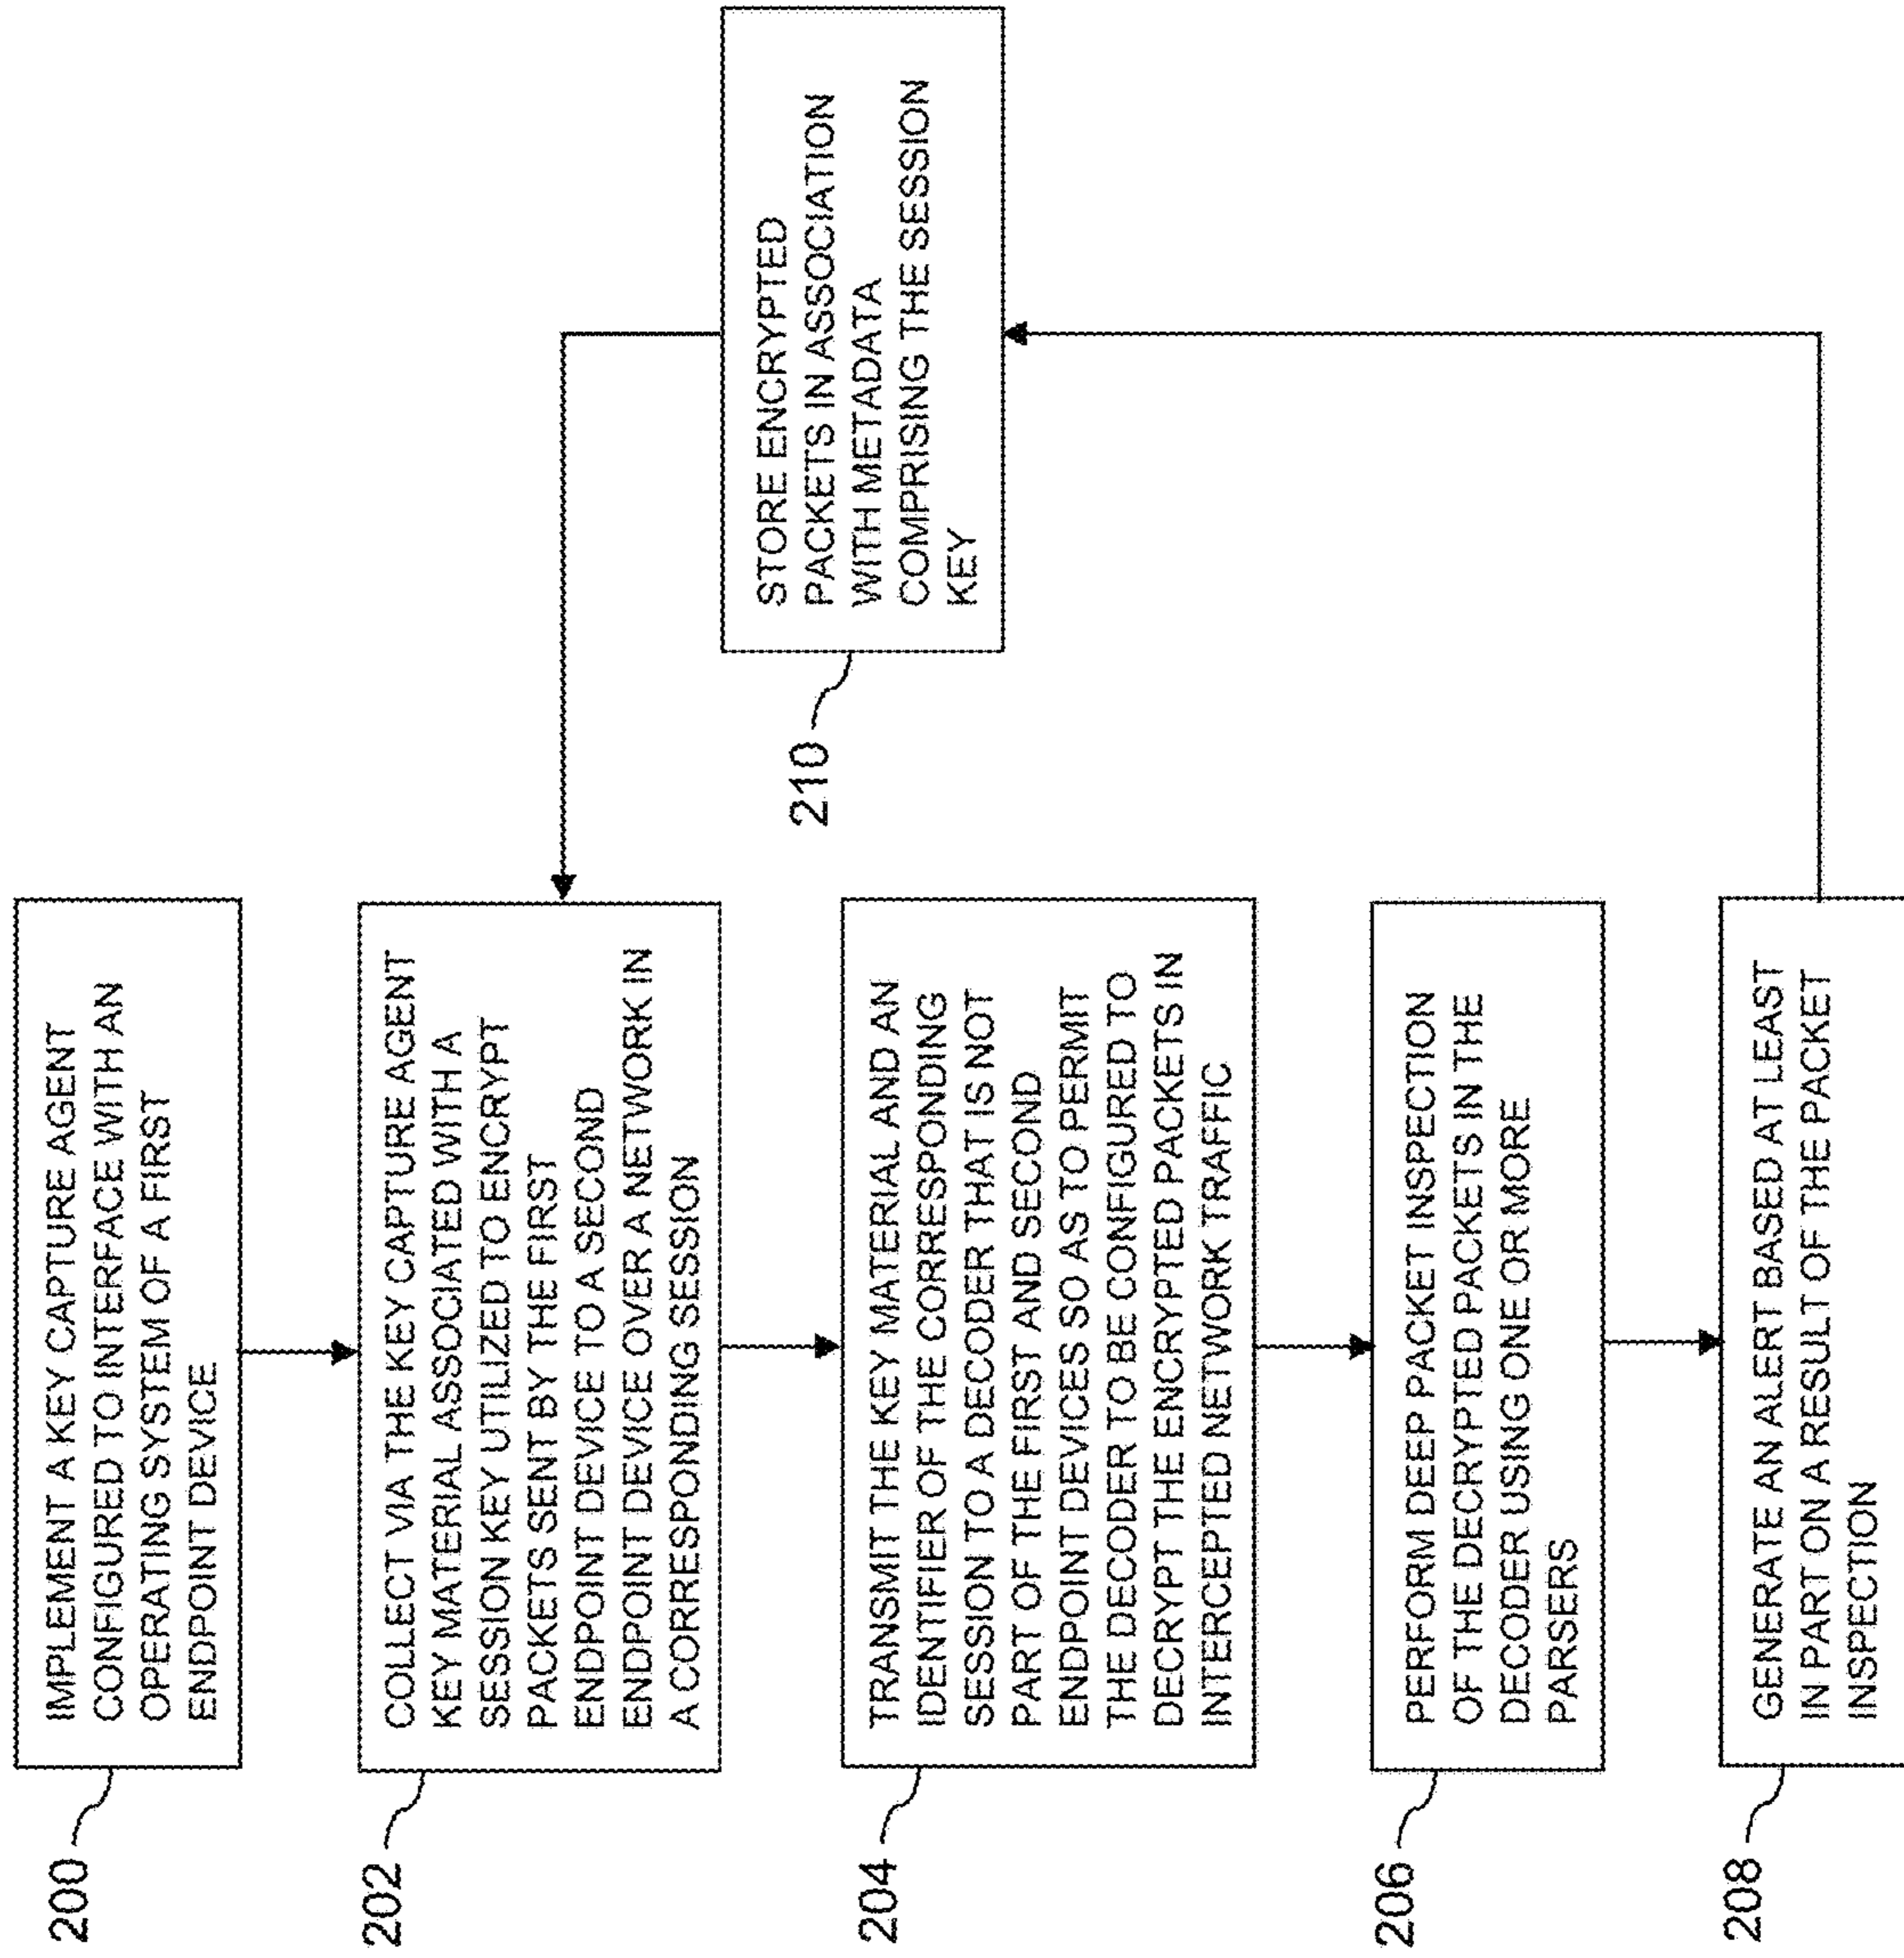 200
IMPLEMENT A KEY CAPTURE AGENT
CONFIGURED TO INTERFACE WITH AN
OPERATING SYSTEM OF A FIRST
ENDPOINT DEVICE
202
COLLECT VIA THE KEY CAPTURE AGENT
KEY MATERIAL ASSOCIATED WITH A
SESSION KEY UTILIZED TO ENCRYPT
PACKETS SENT BY THE FIRST
ENDPOINT DEVICE TO A SECOND
ENDPOINT DEVICE OVER A NETWORK IN
A CORRESPONDING SESSION
204
TRANSMIT THE KEY MATERIAL AND AN
IDENTIFIER OF THE CORRESPONDING
SESSION TO A DECODER THAT IS NOT
PART OF THE FIRST AND SECOND
ENDPOINT DEVICES SO AS TO PERMIT
THE DECODER TO BE CONFIGURED TO
DECRYPT THE ENCRYPTED PACKETS IN
INTERCEPTED NETWORK TRAFFIC
206
PERFORM DEEP PACKET INSPECTION
OF THE DECRYPTED PACKETS IN THE
DECODER USING ONE OR MORE
PARSERS
208
GENERATE AN ALERT BASED AT LEAST
IN PART ON A RESULT OF THE PACKET
INSPECTION
210
STORE ENCRYPTED
PACKETS IN ASSOCIATION
WITH METADATA
COMPRISING THE SESSION
KEY